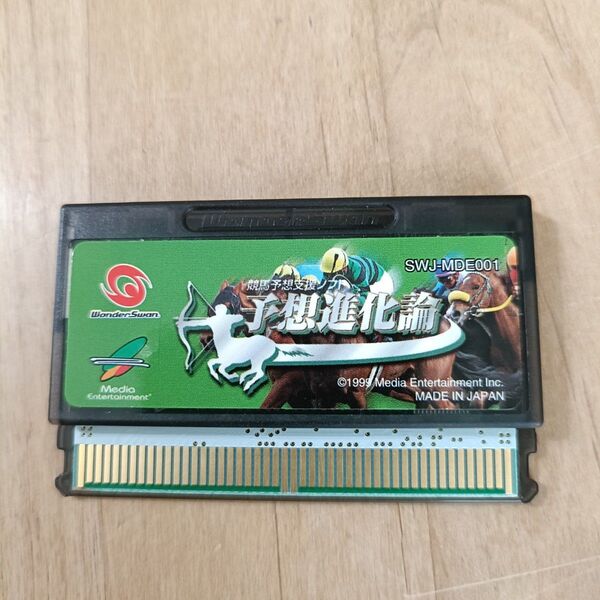 WonderSwan
SWJ-MDE001
WonderSwan
競馬予想支援ソフト
予想進化論
Media
Entertainment
©1999 Media Entertainment Inc.
MADE IN JAPAN